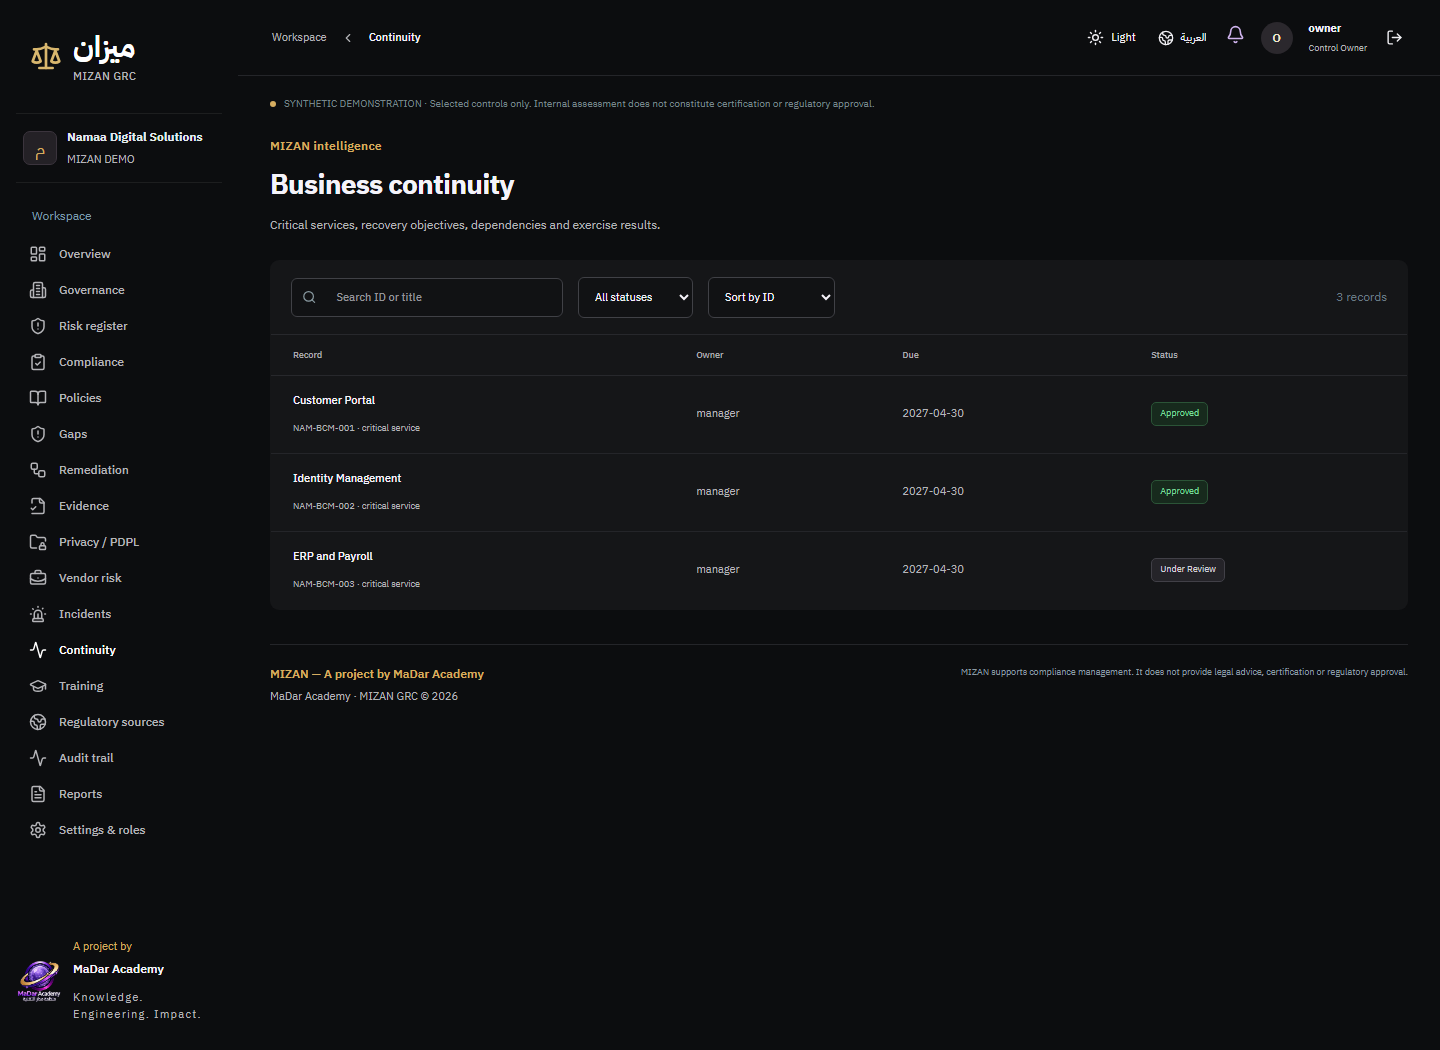 ميزان
MIZAN GRC
م
Namaa Digital Solutions
MIZAN DEMO
Workspace
Overview
Governance
Risk register
Compliance
Policies
Gaps
Remediation
Evidence
Privacy / PDPL
Vendor risk
Incidents
Continuity
Training
Regulatory sources
Audit trail
Reports
Settings & roles
A project by
MaDar Academy
Knowledge.
Engineering. Impact.
MaDar Academy
Workspace
Continuity
Light
العربية
O
owner
Control Owner
SYNTHETIC DEMONSTRATION · Selected controls only. Internal assessment does not constitute certification or regulatory approval.
MIZAN intelligence
Business continuity
Critical services, recovery objectives, dependencies and exercise results.
Search ID or title
All statuses
Sort by ID
3 records
Record Owner Due Status
Customer Portal
NAM-BCM-001 · critical service
manager
2027-04-30
Approved
Identity Management
NAM-BCM-002 · critical service
manager
2027-04-30
Approved
ERP and Payroll
NAM-BCM-003 · critical service
manager
2027-04-30
Under Review
MIZAN — A project by MaDar Academy
MaDar Academy · MIZAN GRC © 2026
MIZAN supports compliance management. It does not provide legal advice, certification or regulatory approval.